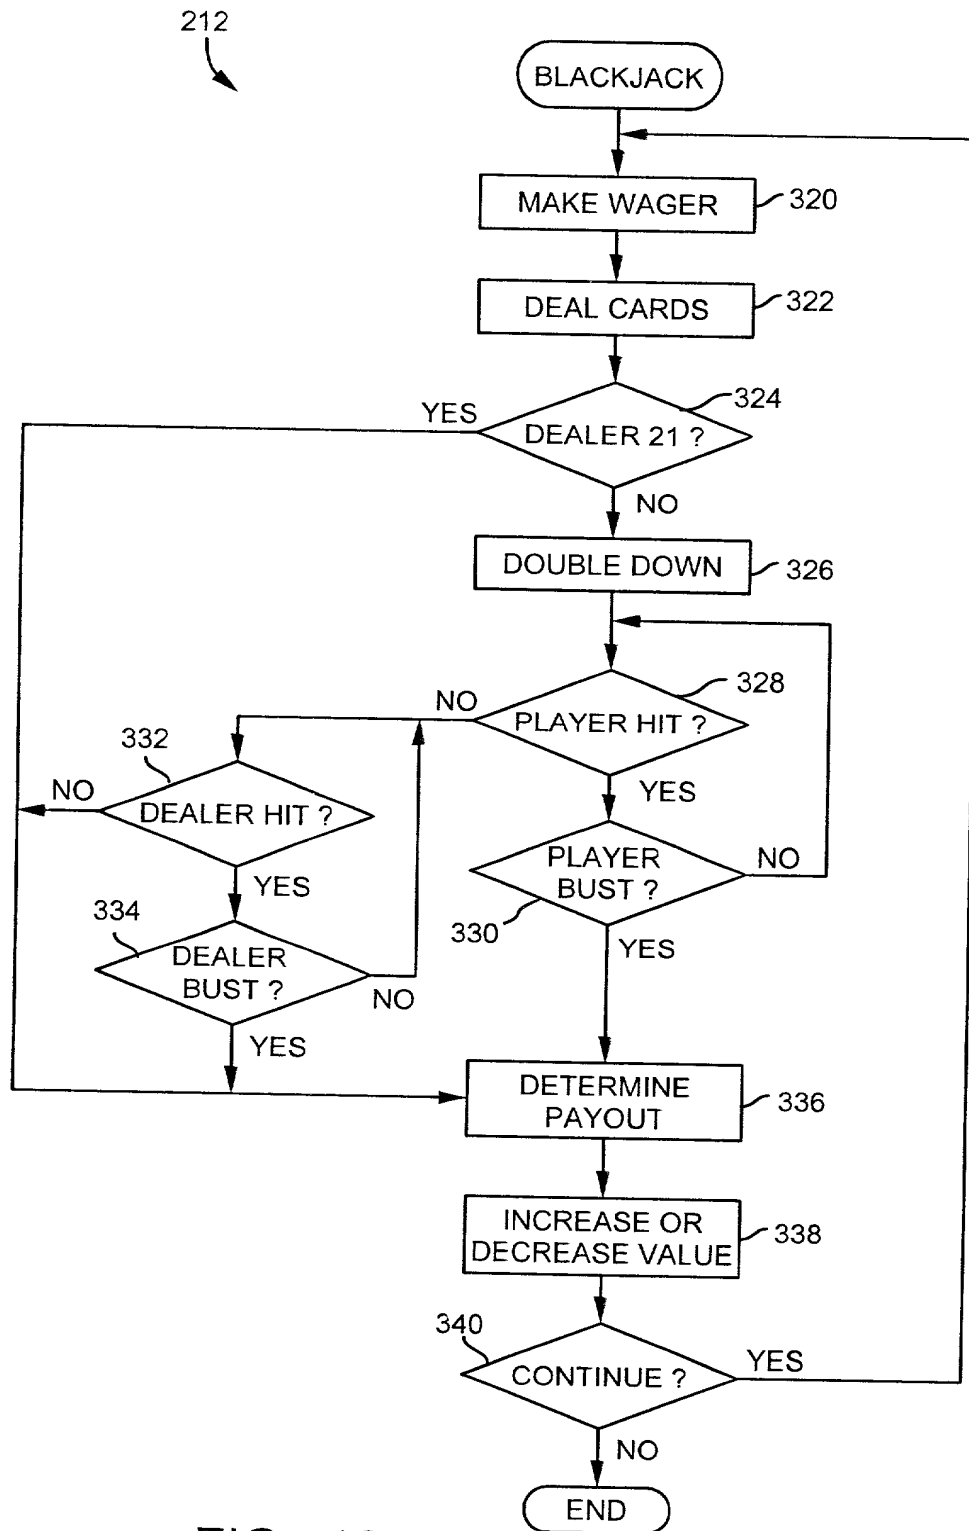 212
BLACKJACK
MAKE WAGER
320
DEAL CARDS
322
YES
324
DEALER 21 ?
NO
DOUBLE DOWN
326
NO
328
PLAYER HIT ?
332
NO
DEALER HIT ?
YES
PLAYER
BUST ?
NO
330
YES
YES
334
DEALER
BUST ?
NO
YES
DETERMINE
PAYOUT
336
INCREASE OR
DECREASE VALUE
338
340
CONTINUE ?
YES
NO
END
FIG.